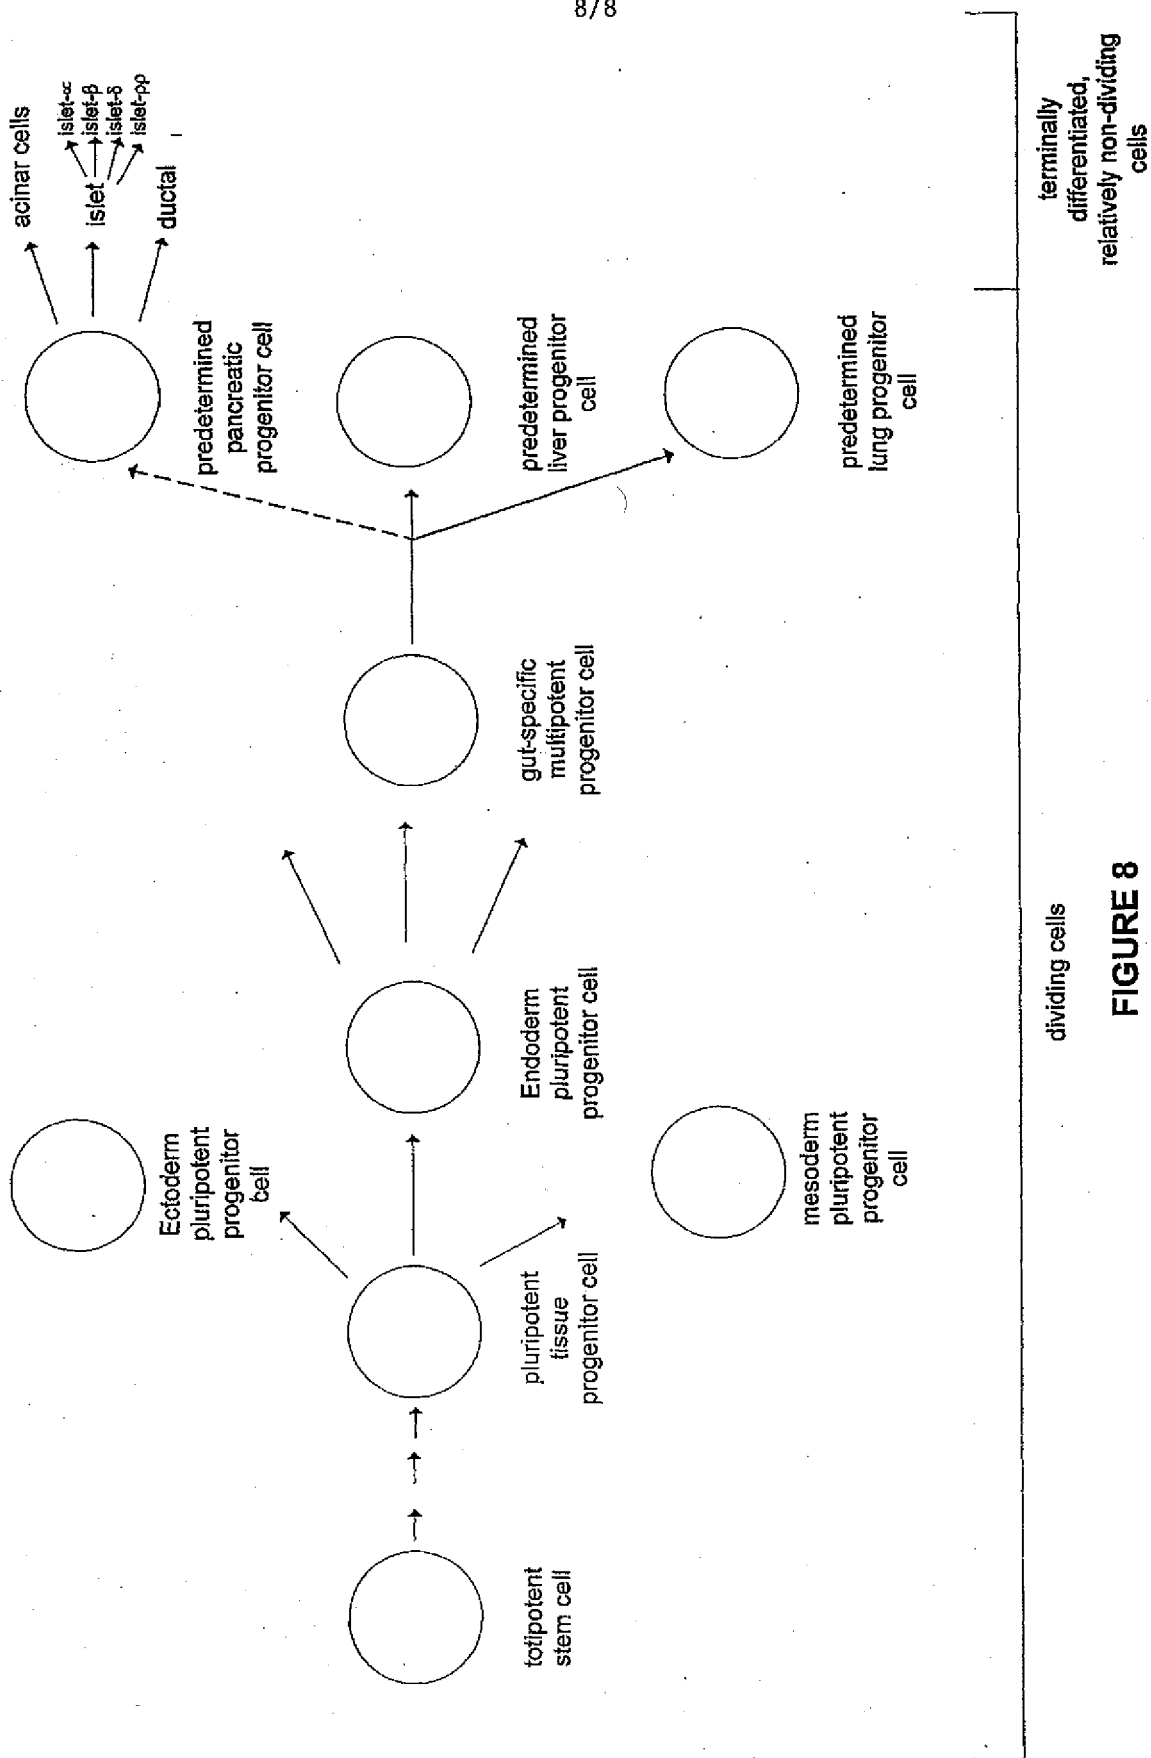 8/8
totipotent
stem cell
pluripotent
tissue
progenitor cell
Ectoderm
pluripotent
progenitor
cell
Endoderm
pluripotent
progenitor cell
mesoderm
pluripotent
progenitor
cell
gut-specific
multipotent
progenitor cell
predetermined
pancreatic
progenitor cell
predetermined
liver progenitor
cell
predetermined
lung progenitor
cell
acinar cells
islet
islet-α
islet-β
islet-δ
islet-pp
ductal
dividing cells
terminally
differentiated,
relatively non-dividing
cells
FIGURE 8